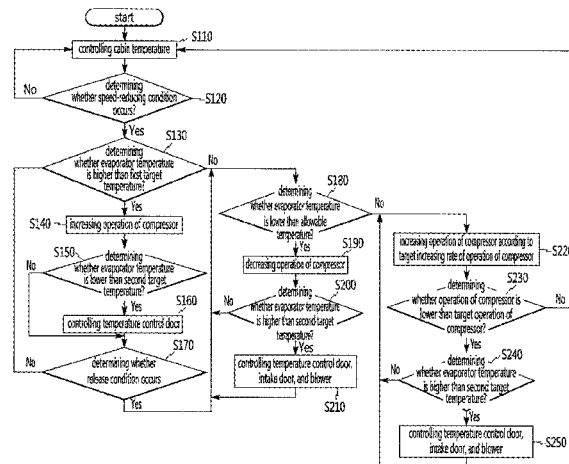 start
S110
controlling cabin temperature
No
determining
whether speed-reducing condition
occurs?
S120
Yes
S130
determining
whether evaporator temperature
is higher than first target
temperature?
No
Yes
S140
increasing operation of compressor
S150
determining
whether evaporator temperature
is lower than second target
temperature?
No
Yes
S160
controlling temperature control door
S170
determining whether
release condition occurs
No
Yes
S180
determining
whether evaporator temperature
is lower than allowable
temperature?
No
Yes
S190
decreasing operation of compressor
S200
determining
whether evaporator temperature
is higher than second target
temperature?
No
Yes
controlling temperature control door,
intake door, and blower
S210
increasing operation of compressor according to
target increasing rate of operation of compressor
S220
S230
determining
whether operation of compressor is
lower than target operation of
compressor?
No
Yes
S240
determining
whether evaporator temperature
is higher than second target
temperature?
No
Yes
controlling temperature control door,
intake door, and blower
S250